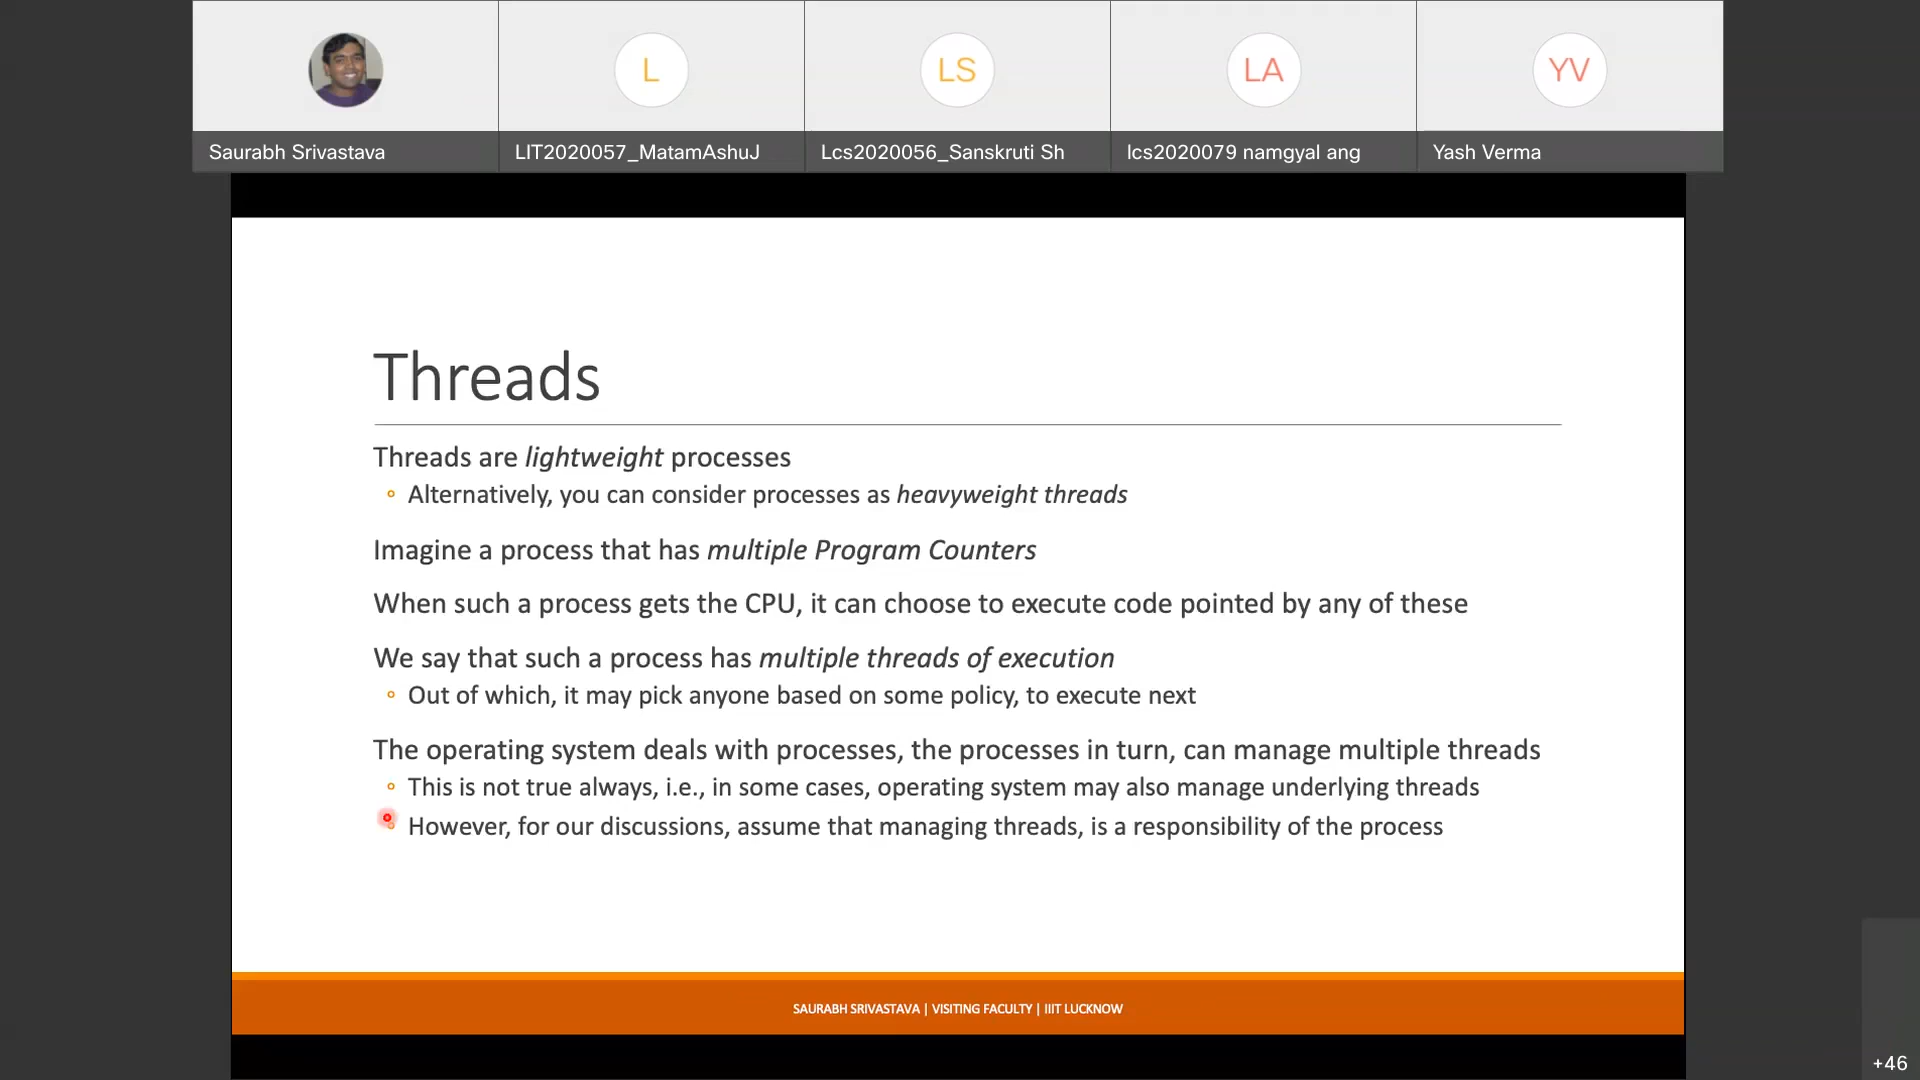 L
LS
LA
YV
Saurabh Srivastava
LIT2020057_MatamAshuJ
Lcs2020056_Sanskruti Sh
lcs2020079 namgyal ang
Yash Verma
Threads
Threads are lightweight processes
Alternatively, you can consider processes as heavyweight threads
Imagine a process that has multiple Program Counters
When such a process gets the CPU, it can choose to execute code pointed by any of these
We say that such a process has multiple threads of execution
Out of which, it may pick anyone based on some policy, to execute next
The operating system deals with processes, the processes in turn, can manage multiple threads
This is not true always, i.e., in some cases, operating system may also manage underlying threads
However, for our discussions, assume that managing threads, is a responsibility of the process
SAURABH SRIVASTAVA | VISITING FACULTY | IIIT LUCKNOW
+46